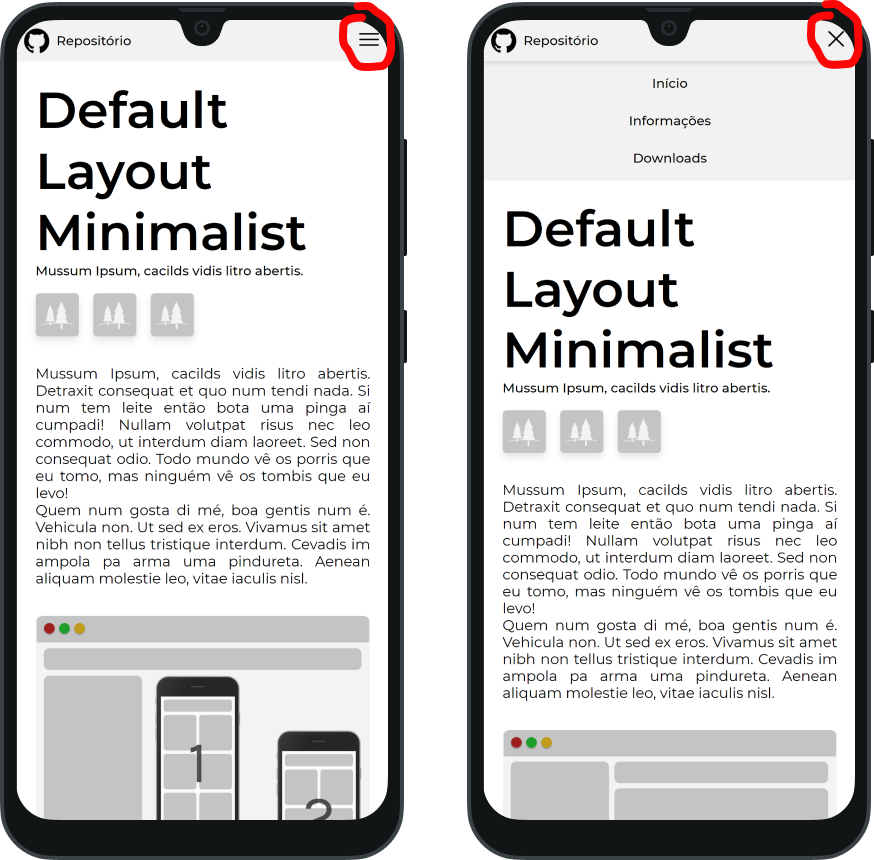 Repositório
Default
Layout
Minimalist
Mussum Ipsum, cacilds vidis litro abertis.
Mussum Ipsum, cacilds vidis litro abertis.
Detraxit consequat et quo num tendi nada. Si
num tem leite então bota uma pinga aí
cumpadi! Nullam volutpat risus nec leo
commodo, ut interdum diam laoreet. Sed non
consequat odio. Todo mundo vê os porris que
eu tomo, mas ninguém vê os tombis que eu
levo!
Quem num gosta di mé, boa gentis num é.
Vehicula non. Ut sed ex eros. Vivamus sit amet
nibh non tellus tristique interdum. Cevadis im
ampola pa arma uma pindureta. Aenean
aliquam molestie leo, vitae iaculis nisl.
1
2
Repositório
Início
Informações
Downloads
Default
Layout
Minimalist
Mussum Ipsum, cacilds vidis litro abertis.
Mussum Ipsum, cacilds vidis litro abertis.
Detraxit consequat et quo num tendi nada. Si
num tem leite então bota uma pinga aí
cumpadi! Nullam volutpat risus nec leo
commodo, ut interdum diam laoreet. Sed non
consequat odio. Todo mundo vê os porris que
eu tomo, mas ninguém vê os tombis que eu
levo!
Quem num gosta di mé, boa gentis num é.
Vehicula non. Ut sed ex eros. Vivamus sit amet
nibh non tellus tristique interdum. Cevadis im
ampola pa arma uma pindureta. Aenean
aliquam molestie leo, vitae iaculis nisl.